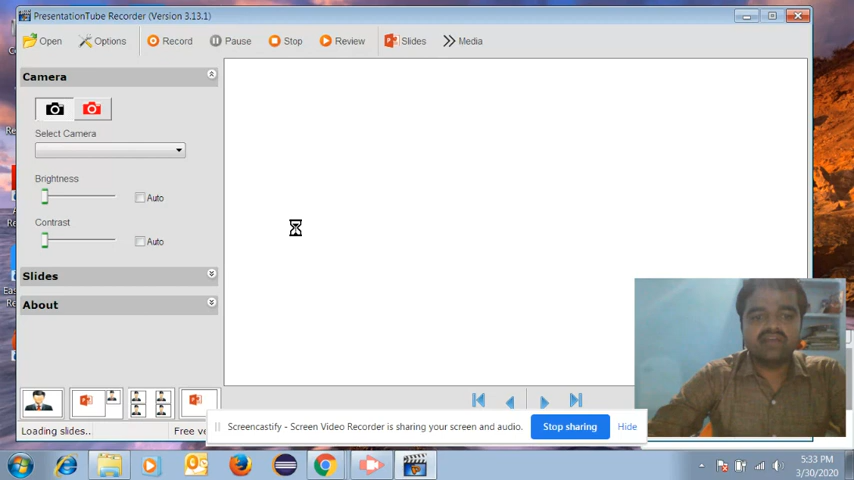 PresentationTube Recorder (Version 3.13.1)
Open Options Record Pause Stop Review Slides Media
Camera
Select Camera
Brightness
Auto
Contrast
Auto
Slides
About
Loading slides..
Screencastify - Screen Video Recorder is sharing your screen and audio. Stop sharing Hide
5:33 PM
3/30/2020